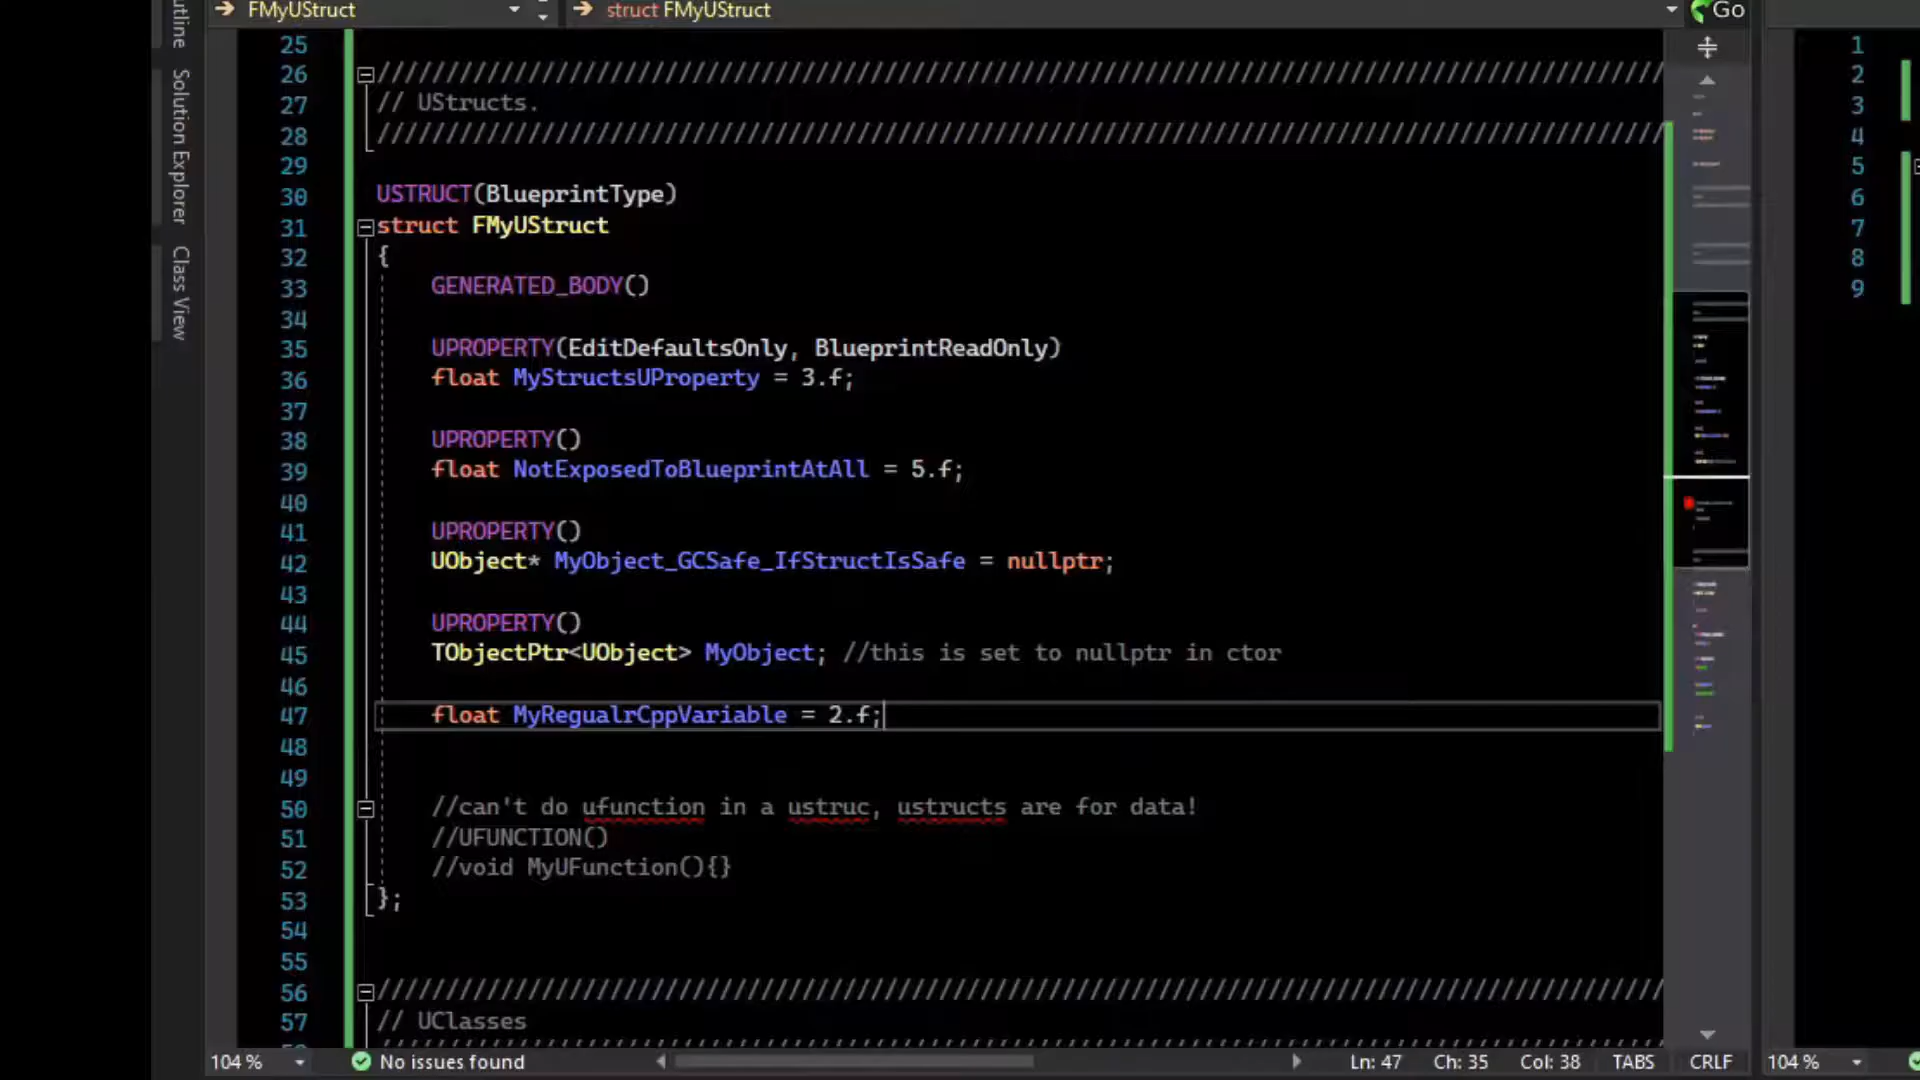 FMyUStruct
struct FMyUStruct
Go
utline
Solution Explorer
Class View
25
26 ////////////////////////////////////////////////////////////////////////////////////////////////
27 // UStructs.
28 ////////////////////////////////////////////////////////////////////////////////////////////////
29
30 USTRUCT(BlueprintType)
31 struct FMyUStruct
32 {
33 GENERATED_BODY()
34
35 UPROPERTY(EditDefaultsOnly, BlueprintReadOnly)
36 float MyStructsUProperty = 3.f;
37
38 UPROPERTY()
39 float NotExposedToBlueprintAtAll = 5.f;
40
41 UPROPERTY()
42 UObject* MyObject_GCSafe_IfStructIsSafe = nullptr;
43
44 UPROPERTY()
45 TObjectPtr<UObject> MyObject; //this is set to nullptr in ctor
46
47 float MyRegualrCppVariable = 2.f;
48
49
50 //can't do ufunction in a ustruc, ustructs are for data!
51 //UFUNCTION()
52 //void MyUFunction(){}
53 };
54
55
56 ////////////////////////////////////////////////////////////////////////////////////////////////
57 // UClasses
1
2
3
4
5
6
7
8
9
104 %
No issues found
Ln: 47
Ch: 35
Col: 38
TABS
CRLF
104 %